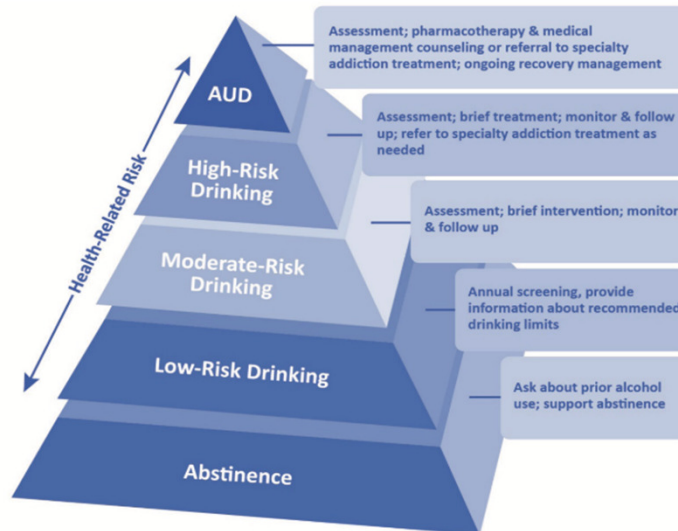 Assessment; pharmacotherapy & medical
management counseling or referral to specialty
addiction treatment; ongoing recovery management
AUD
Assessment; brief treatment; monitor & follow
up; refer to specialty addiction treatment as
needed
High-Risk
Drinking
Health-Related Risk
Assessment; brief intervention; monitor
& follow up
Moderate-Risk
Drinking
Annual screening, provide
information about recommended
drinking limits
Low-Risk Drinking
Ask about prior alcohol
use; support abstinence
Abstinence